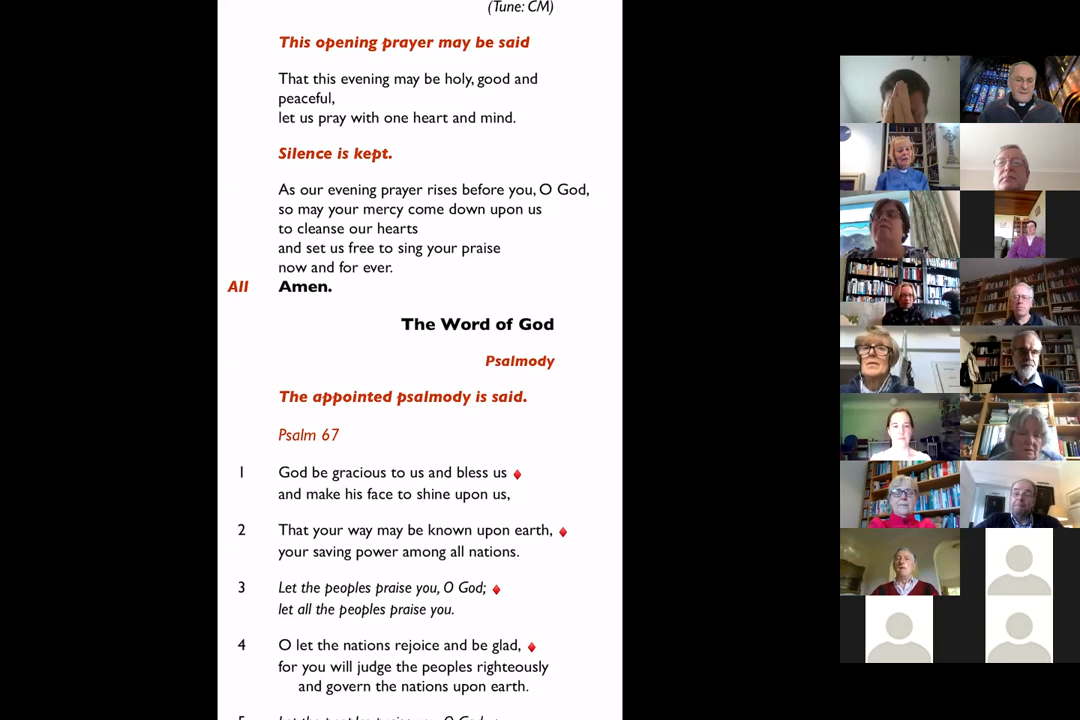 (Tune: CM)
This opening prayer may be said
That this evening may be holy, good and
peaceful,
let us pray with one heart and mind.
Silence is kept.
As our evening prayer rises before you, O God,
so may your mercy come down upon us
to cleanse our hearts
and set us free to sing your praise
now and for ever.
All Amen.
The Word of God
Psalmody
The appointed psalmody is said.
Psalm 67
1 God be gracious to us and bless us ♦
and make his face to shine upon us,
2 That your way may be known upon earth, ♦
your saving power among all nations.
3 Let the peoples praise you, O God; ♦
let all the peoples praise you.
4 O let the nations rejoice and be glad, ♦
for you will judge the peoples righteously
and govern the nations upon earth.